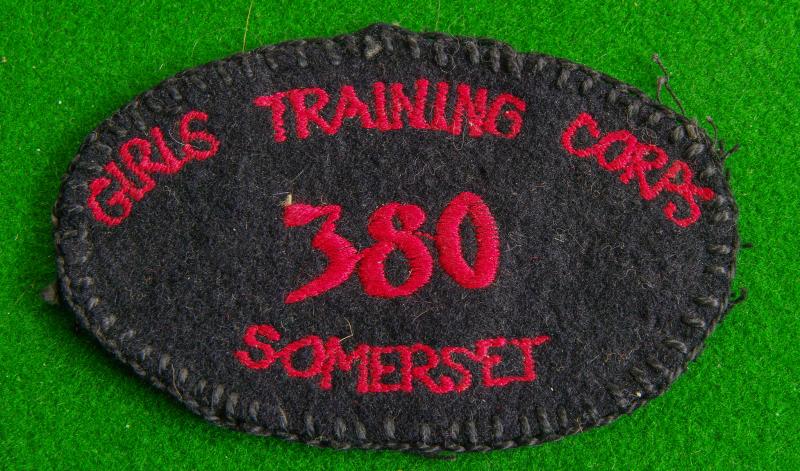 GIRLS TRAINING CORPS
380
SOMERSET